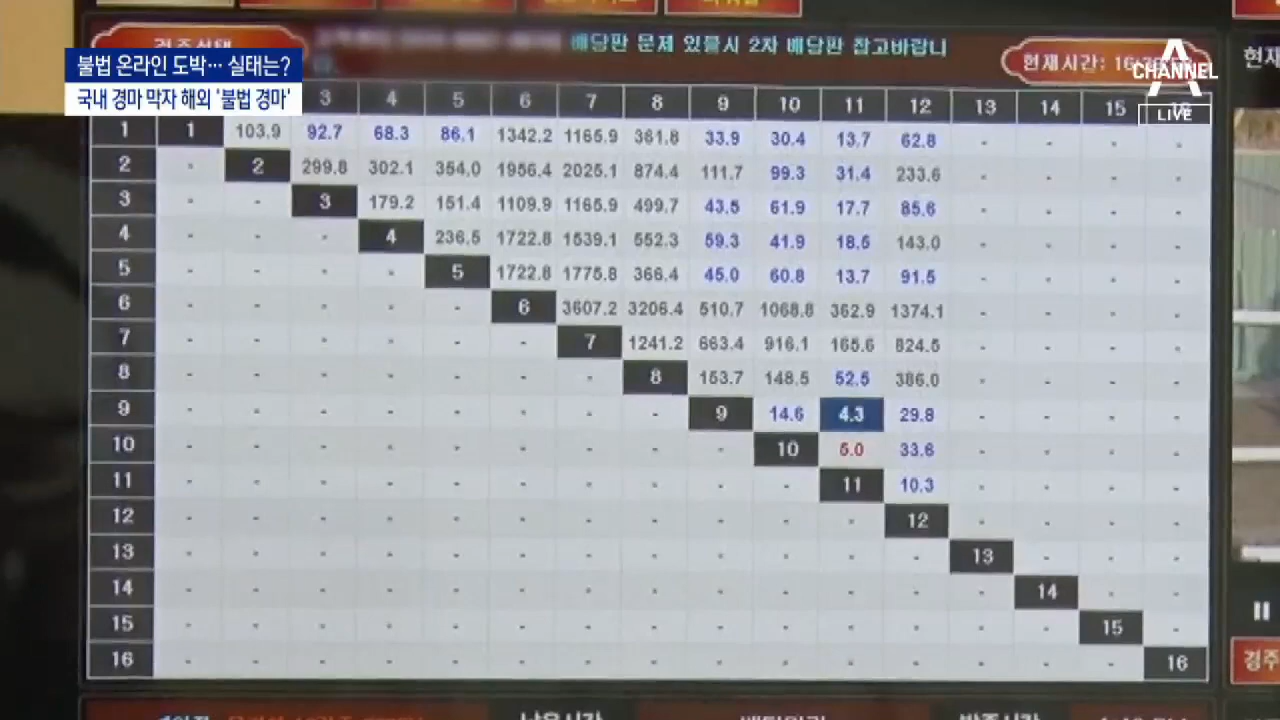 배당판 문제 있을시 2차 배당판 참고바랍니
불법 온라인 도박… 실태는?
현재시간: 16
CHANNEL
현재
국내 경마 막자 해외 '불법 경마'
LIVE
3 4 5 6 7 8 9 10 11 12 13 14 15
1 1 103.9 92.7 68.3 86.1 1342.2 1165.9 361.8 33.9 30.4 13.7 62.8 - - - -
2 - 2 299.8 302.1 354.0 1956.4 2025.1 874.4 111.7 99.3 31.4 233.6 - - - -
3 - - 3 179.2 151.4 1109.9 1165.9 499.7 43.5 61.9 17.7 85.6 - - - -
4 - - - 4 236.5 1722.8 1539.1 552.3 59.3 41.9 18.5 143.0 - - - -
5 - - - - 5 1722.8 1775.8 366.4 45.0 60.8 13.7 91.5 - - - -
6 - - - - - 6 3607.2 3206.4 510.7 1068.8 362.9 1374.1 - - - -
7 - - - - - - 7 1241.2 663.4 916.1 165.6 824.5 - - - -
8 - - - - - - - 8 153.7 148.5 52.5 386.0 - - - -
9 - - - - - - - - 9 14.6 4.3 29.8 - - - -
10 - - - - - - - - - 10 5.0 33.6 - - - -
11 - - - - - - - - - - 11 10.3 - - - -
12 - - - - - - - - - - - 12 - - - -
13 - - - - - - - - - - - - 13 - - -
14 - - - - - - - - - - - - - 14 - -
15 - - - - - - - - - - - - - - 15 -
16 - - - - - - - - - - - - - - - 16
경주